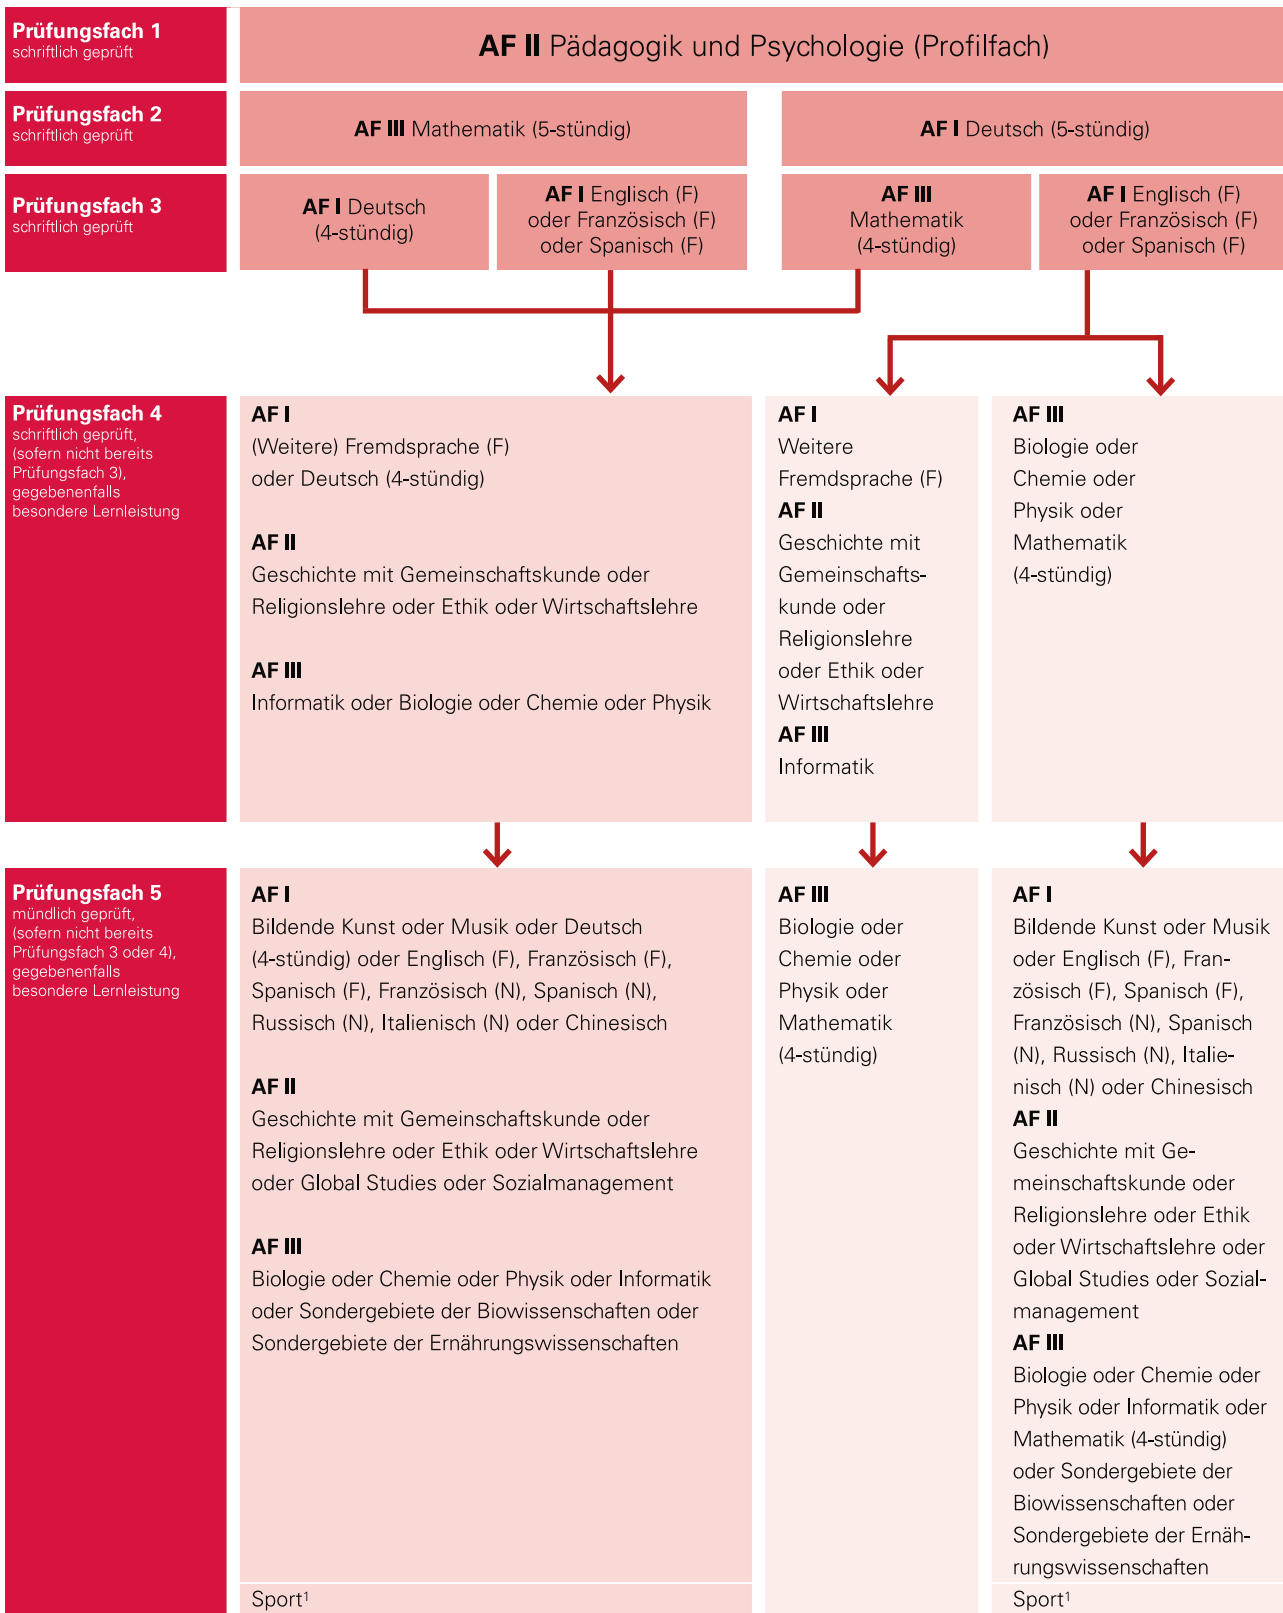 Prüfungsfach 1
schriftlich geprüft
AF II Pädagogik und Psychologie (Profilfach)
Prüfungsfach 2
schriftlich geprüft
AF III Mathematik (5-stündig)
AF I Deutsch (5-stündig)
Prüfungsfach 3
schriftlich geprüft
AF I Deutsch
(4-stündig)
AF I Englisch (F)
oder Französisch (F)
oder Spanisch (F)
AF III
Mathematik
(4-stündig)
AF I Englisch (F)
oder Französisch (F)
oder Spanisch (F)
Prüfungsfach 4
schriftlich geprüft,
(sofern nicht bereits
Prüfungsfach 3),
gegebenenfalls
besondere Lernleistung
AF I
(Weitere) Fremdsprache (F)
oder Deutsch (4-stündig)
AF II
Geschichte mit Gemeinschaftskunde oder
Religionslehre oder Ethik oder Wirtschaftslehre
AF III
Informatik oder Biologie oder Chemie oder Physik
AF I
Weitere
Fremdsprache (F)
AF II
Geschichte mit
Gemeinschafts-
kunde oder
Religionslehre
oder Ethik oder
Wirtschaftslehre
AF III
Informatik
AF III
Biologie oder
Chemie oder
Physik oder
Mathematik
(4-stündig)
Prüfungsfach 5
mündlich geprüft,
(sofern nicht bereits
Prüfungsfach 3 oder 4),
gegebenenfalls
besondere Lernleistung
AF I
Bildende Kunst oder Musik oder Deutsch
(4-stündig) oder Englisch (F), Französisch (F),
Spanisch (F), Französisch (N), Spanisch (N),
Russisch (N), Italienisch (N) oder Chinesisch
AF II
Geschichte mit Gemeinschaftskunde oder
Religionslehre oder Ethik oder Wirtschaftslehre
oder Global Studies oder Sozialmanagement
AF III
Biologie oder Chemie oder Physik oder Informatik
oder Sondergebiete der Biowissenschaften oder
Sondergebiete der Ernährungswissenschaften
Sport¹
AF III
Biologie oder
Chemie oder
Physik oder
Mathematik
(4-stündig)
AF I
Bildende Kunst oder Musik
oder Englisch (F), Fran-
zösisch (F), Spanisch (F),
Französisch (N), Spanisch
(N), Russisch (N), Italie-
nisch (N) oder Chinesisch
AF II
Geschichte mit Ge-
meinschaftskunde oder
Religionslehre oder Ethik
oder Wirtschaftslehre oder
Global Studies oder Sozial-
management
AF III
Biologie oder Chemie oder
Physik oder Informatik oder
Mathematik (4-stündig)
oder Sondergebiete der
Biowissenschaften oder
Sondergebiete der Ernäh-
rungswissenschaften
Sport¹